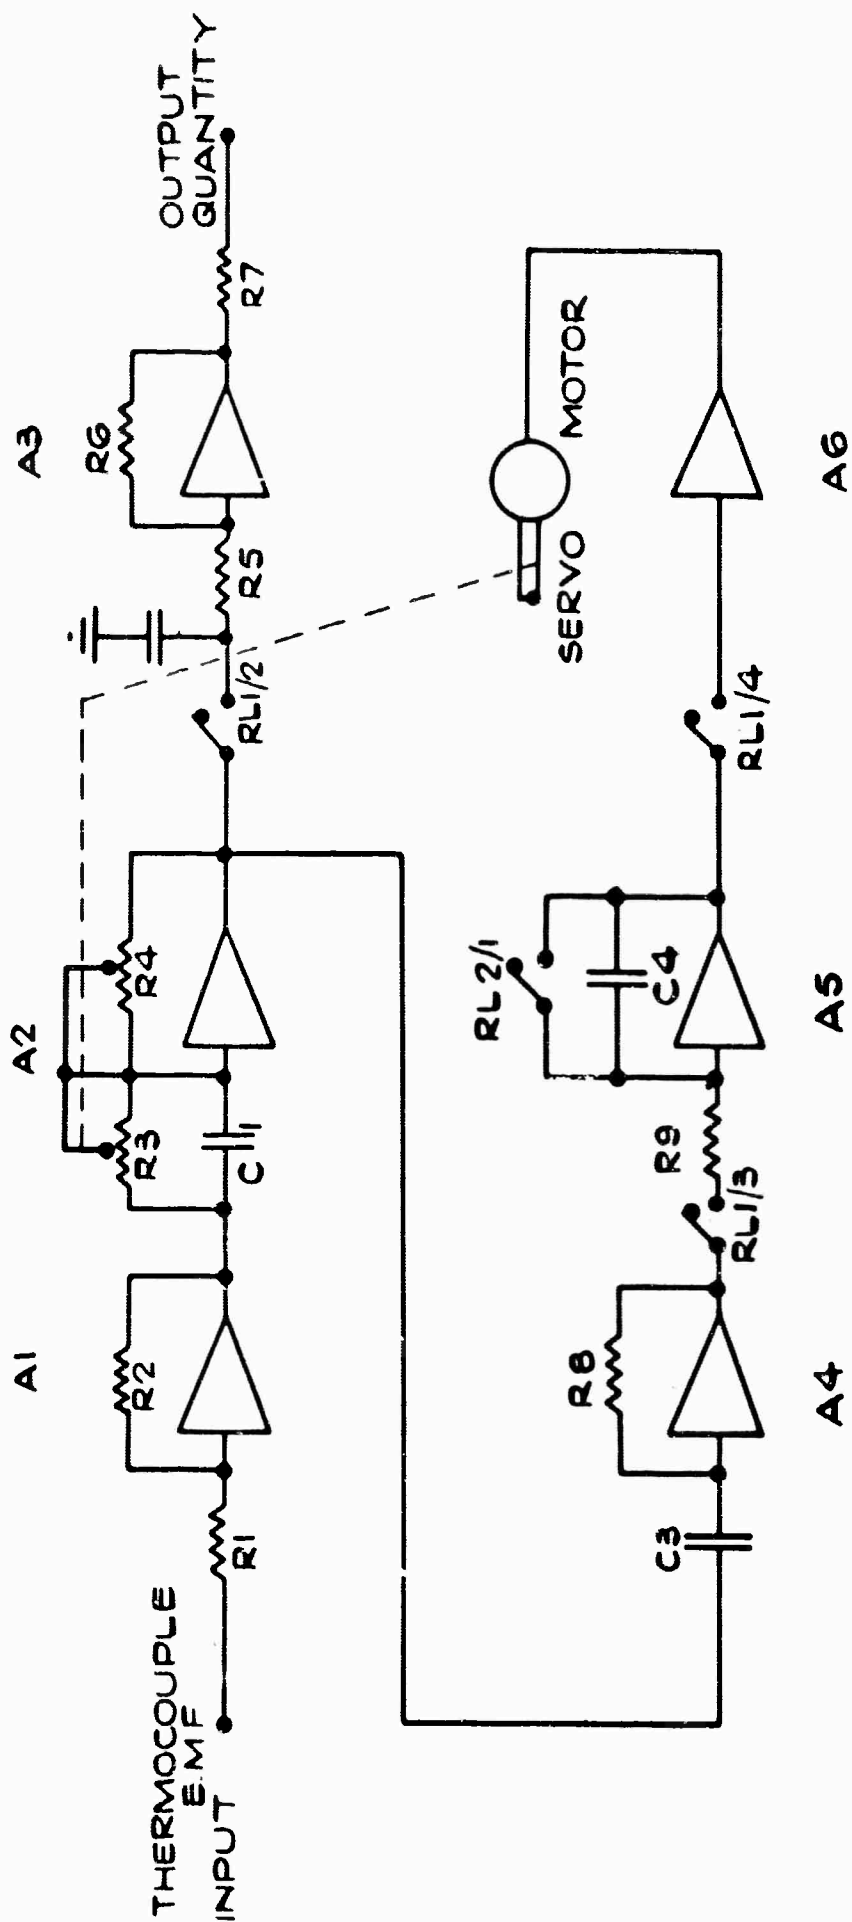 A1
A2
A3
THERMOCOUPLE
E.M.F
INPUT
R1
R2
R3
C1
R4
RL1/2
R5
R6
R7
OUTPUT
QUANTITY
C3
R8
RL1/3
R9
RL2/1
C4
RL1/4
SERVO
MOTOR
A4
A5
A6